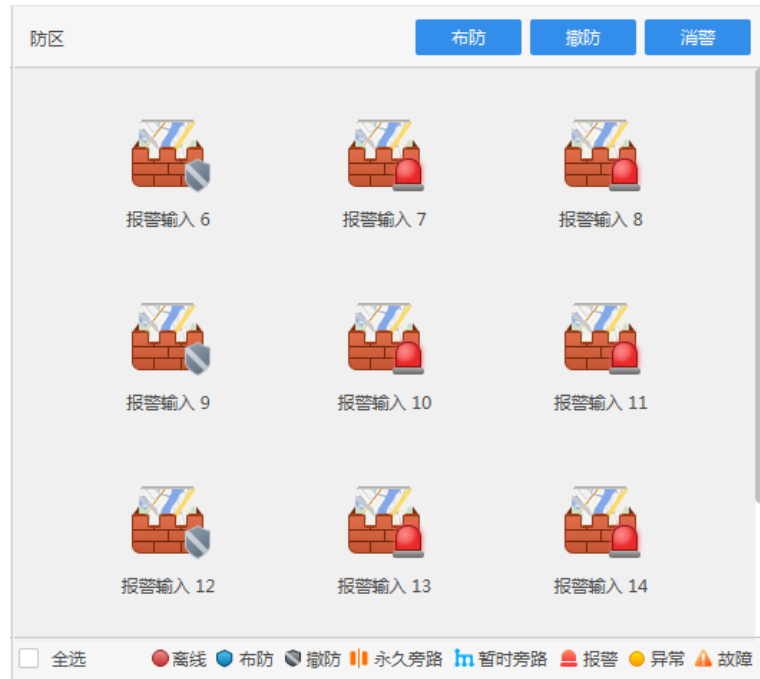 防区 布防 撤防 消警
报警输入 6 报警输入 7 报警输入 8
报警输入 9 报警输入 10 报警输入 11
报警输入 12 报警输入 13 报警输入 14
全选 离线 布防 撤防 永久旁路 暂时旁路 报警 异常 故障